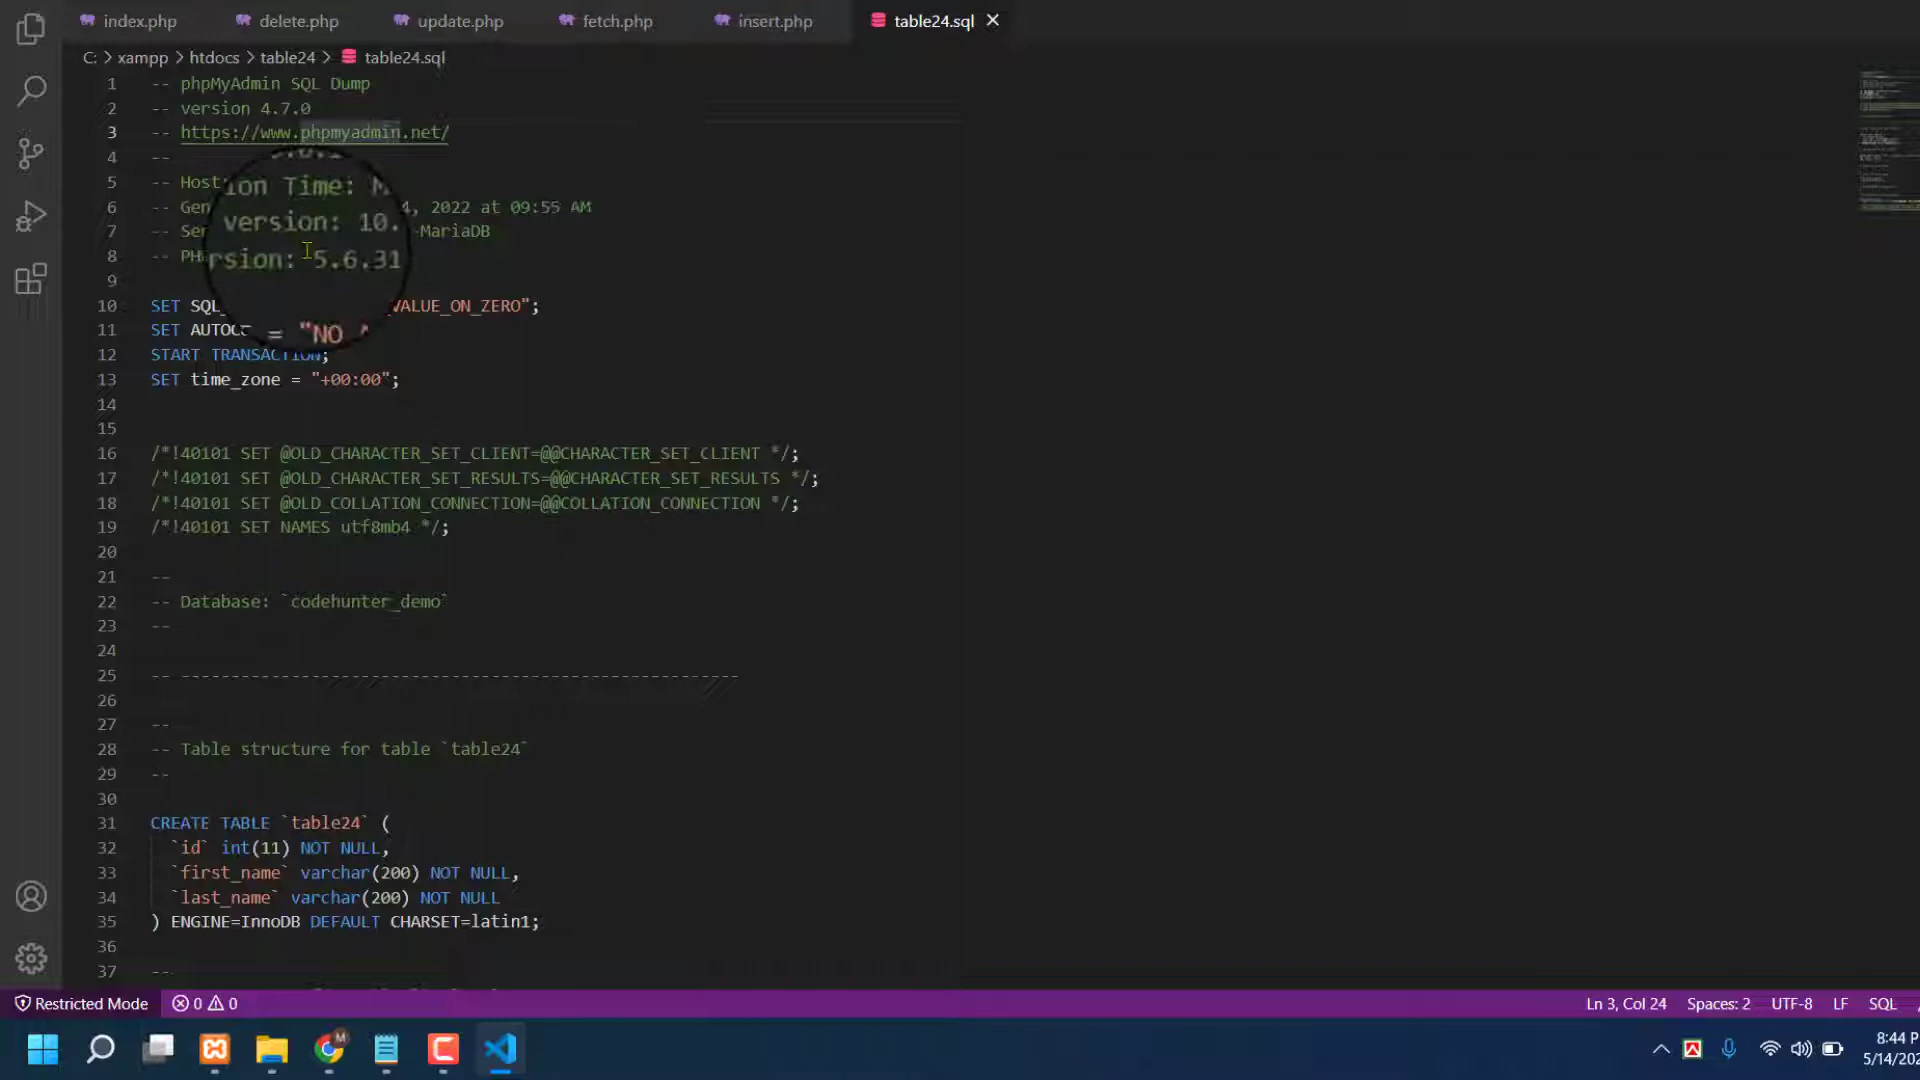 index.php delete.php update.php fetch.php insert.php table24.sql
C: > xampp > htdocs > table24 > table24.sql
1 -- phpMyAdmin SQL Dump
2 -- version 4.7.0
3 -- https://www.phpmyadmin.net/
4 --
5 -- Host: ion Time:
6 -- Gen 4, 2022 at 09:55 AM
7 -- Ser version: 10. -MariaDB
8 -- PH rsion: 5.6.31
9
10 SET SQL_ VALUE_ON_ZERO";
11 SET AUTOC = "NO
12 START TRANSACTION;
13 SET time_zone = "+00:00";
14
15
16 /*!40101 SET @OLD_CHARACTER_SET_CLIENT=@@CHARACTER_SET_CLIENT */;
17 /*!40101 SET @OLD_CHARACTER_SET_RESULTS=@@CHARACTER_SET_RESULTS */;
18 /*!40101 SET @OLD_COLLATION_CONNECTION=@@COLLATION_CONNECTION */;
19 /*!40101 SET NAMES utf8mb4 */;
20
21 --
22 -- Database: `codehunter_demo`
23 --
24
25 -- --------------------------------------------------------
26
27 --
28 -- Table structure for table `table24`
29 --
30
31 CREATE TABLE `table24` (
32 `id` int(11) NOT NULL,
33 `first_name` varchar(200) NOT NULL,
34 `last_name` varchar(200) NOT NULL
35 ) ENGINE=InnoDB DEFAULT CHARSET=latin1;
36
37 --
Restricted Mode 0 0 Ln 3, Col 24 Spaces: 2 UTF-8 LF SQL
M
8:44 P
5/14/202